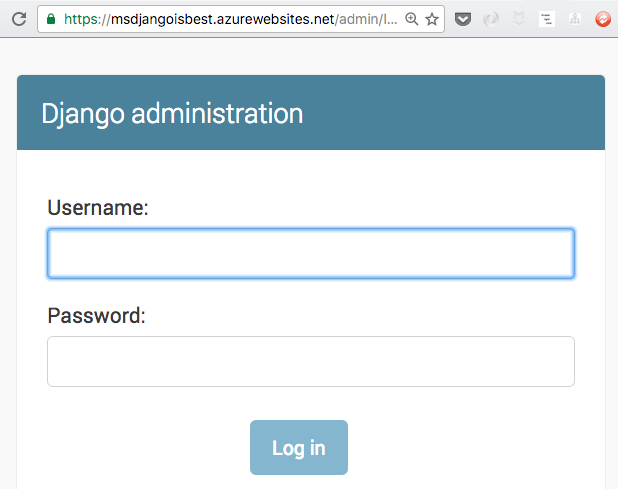 https://msdjangoisbest.azurewebsites.net/admin/l...
Django administration
Username:
Password:
Log in